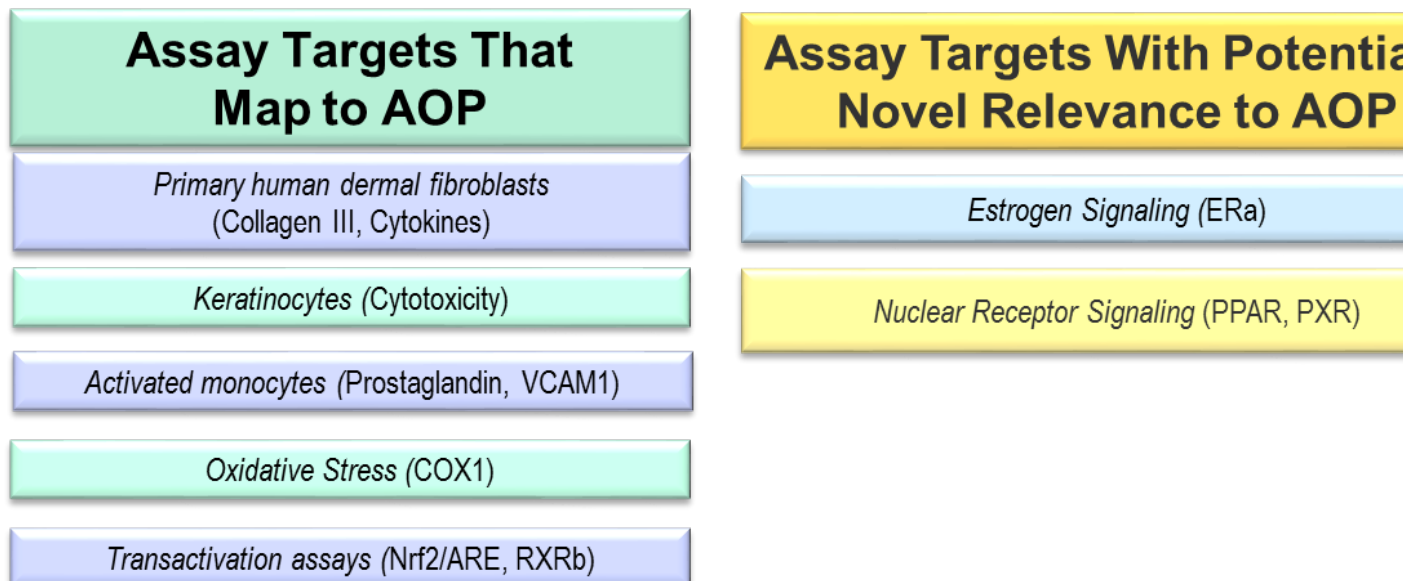 Assay Targets That
Map to AOP
Primary human dermal fibroblasts
(Collagen III, Cytokines)
Keratinocytes (Cytotoxicity)
Activated monocytes (Prostaglandin, VCAM1)
Oxidative Stress (COX1)
Transactivation assays (Nrf2/ARE, RXRb)
Assay Targets With Potentia
Novel Relevance to AOP
Estrogen Signaling (ERa)
Nuclear Receptor Signaling (PPAR, PXR)